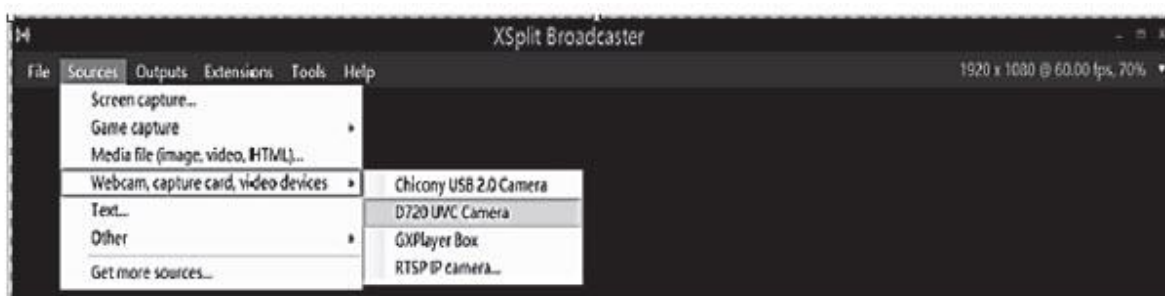 XSplit Broadcaster
File Sources Outputs Extensions Tools Help 1920 x 1080 @ 60.00 fps, 70%
Screen capture...
Game capture
Media file (image, video, HTML)...
Webcam, capture card, video devices
Chicony USB 2.0 Camera
Text...
D720 UVC Camera
Other
GXPlayer Box
RTSP IP camera...
Get more sources...